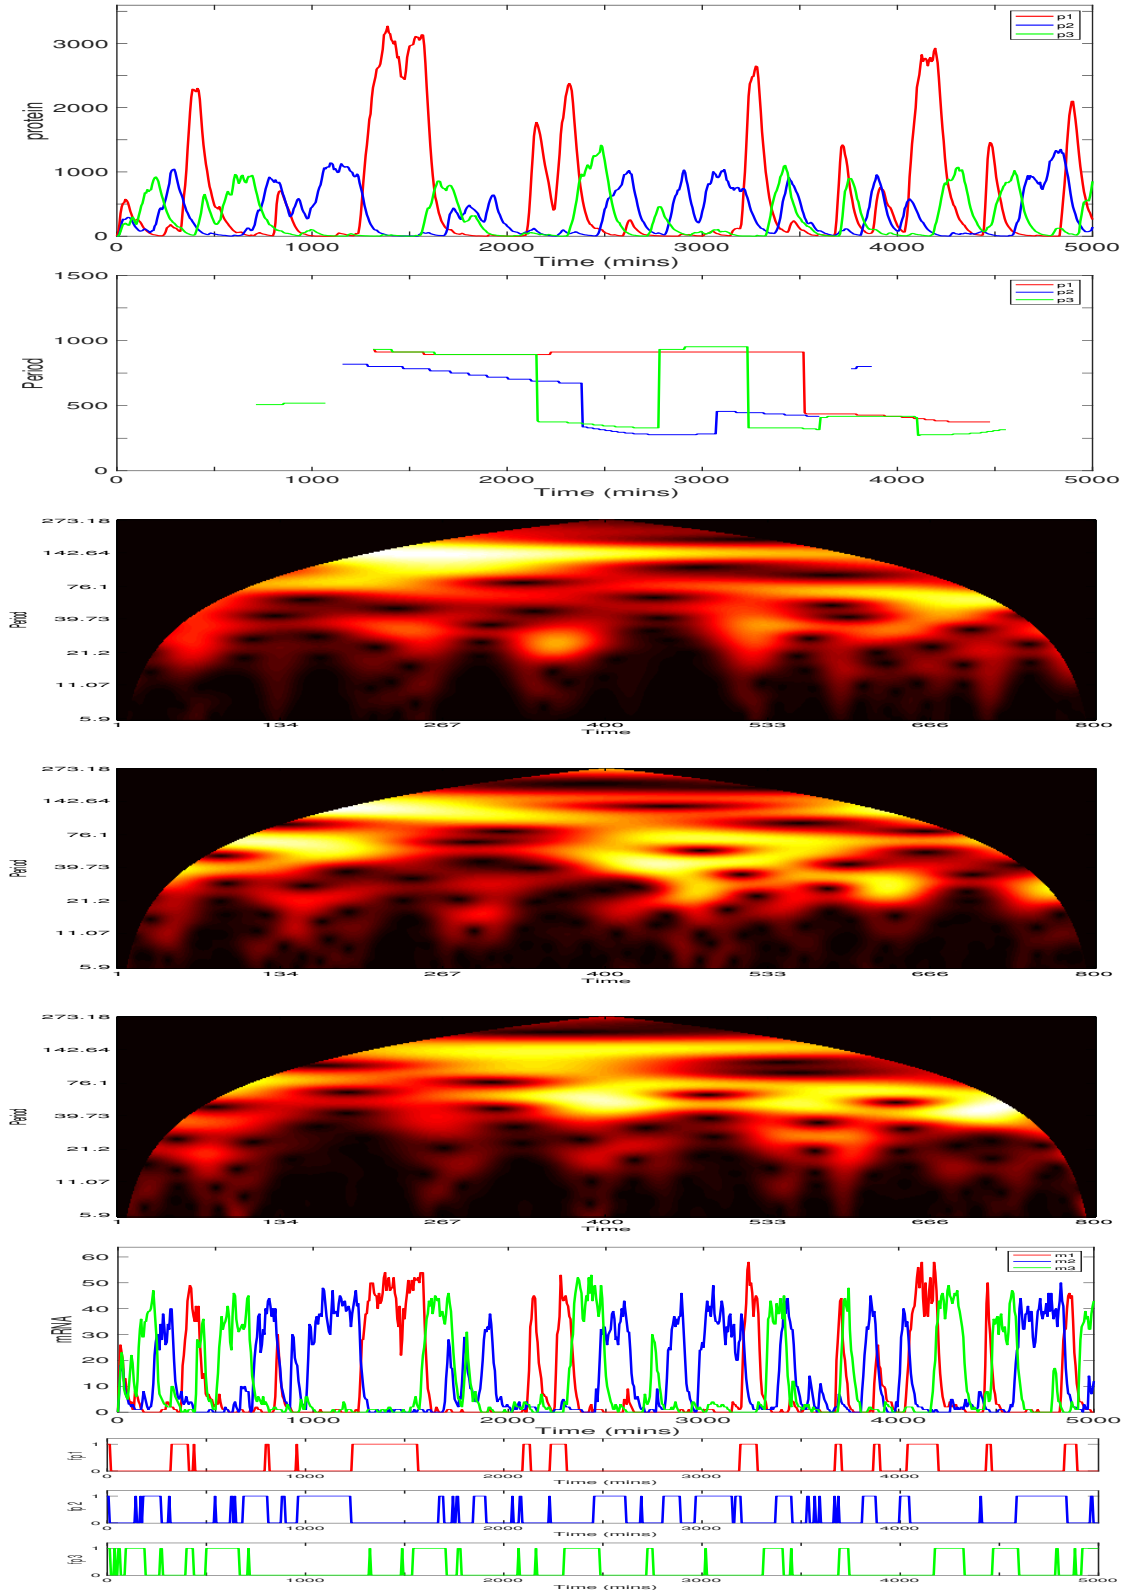 p1
p2
p3
3000
2000
1000
0
protein
0 1000 2000 3000 4000 5000
Time (mins)
p1
p2
p3
1500
1000
500
0
Period
0 1000 2000 3000 4000 5000
Time (mins)
273.18
142.64
76.1
39.73
21.2
11.07
5.9
Period
1 134 267 400 533 666 800
Time
273.18
142.64
76.1
39.73
21.2
11.07
5.9
Period
1 134 267 400 533 666 800
Time
273.18
142.64
76.1
39.73
21.2
11.07
5.9
Period
1 134 267 400 533 666 800
Time
m1
m2
m3
60
50
40
30
20
10
0
mRNA
0 1000 2000 3000 4000 5000
Time (mins)
1
0
fp1
0 1000 2000 3000 4000
Time (mins)
1
0
fp2
0 1000 2000 3000 4000
Time (mins)
1
0
fp3
0 1000 2000 3000 4000 5000
Time (mins)